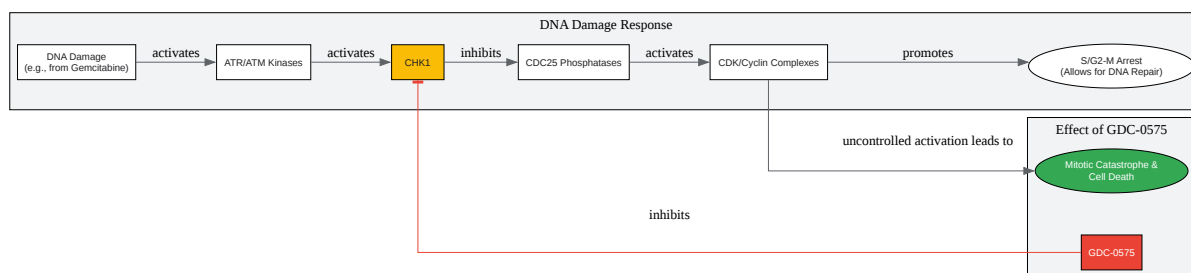 DNA Damage Response
DNA Damage
(e.g., from Gemcitabine)
activates
ATR/ATM Kinases
activates
CHK1
inhibits
CDC25 Phosphatases
activates
CDK/Cyclin Complexes
promotes
S/G2-M Arrest
(Allows for DNA Repair)
Effect of GDC-0575
uncontrolled activation leads to
Mitotic Catastrophe &
Cell Death
inhibits
GDC-0575